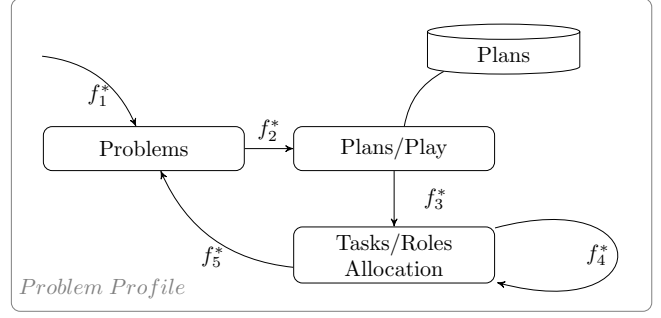 Plans
f₁*
f₂*
Problems
Plans/Play
f₃*
Tasks/Roles
Allocation
f₄*
f₅*
Problem Profile